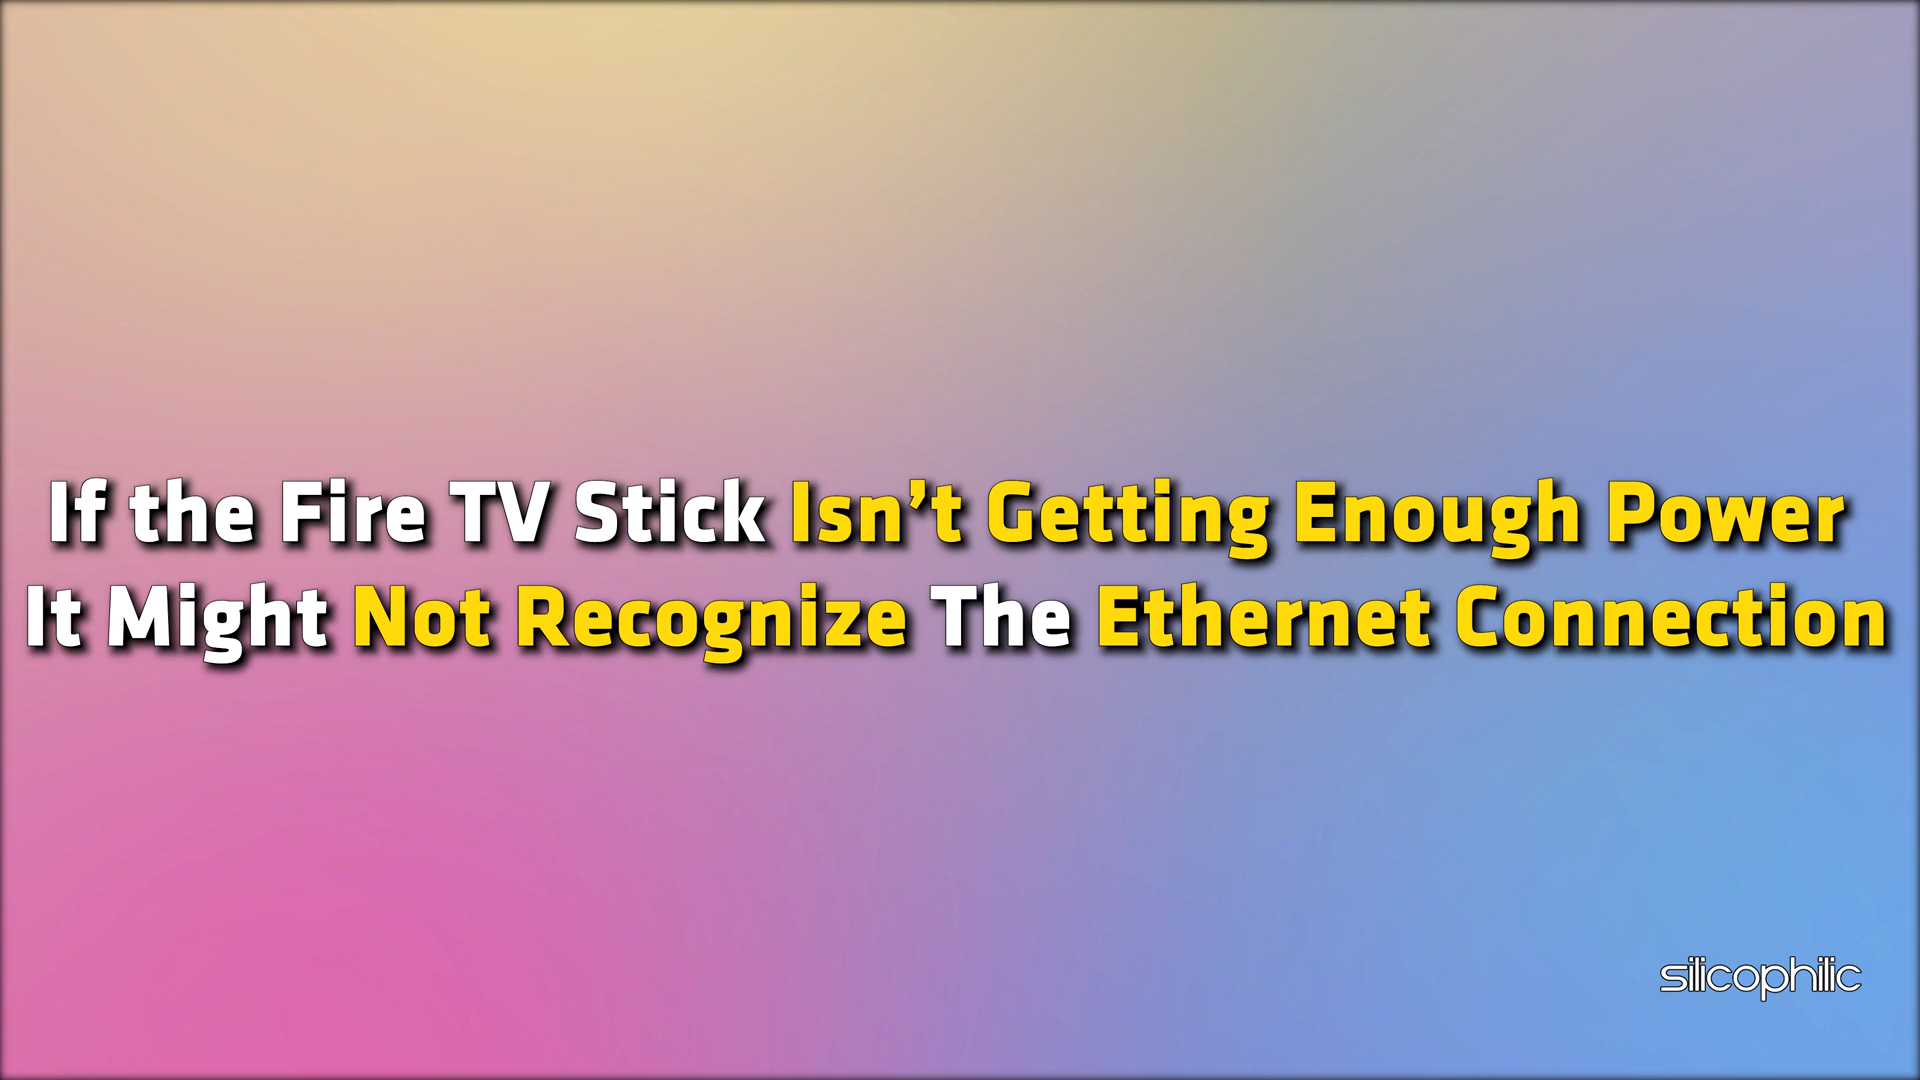 If the Fire TV Stick Isn’t Getting Enough Power
It Might Not Recognize The Ethernet Connection
silicophilic